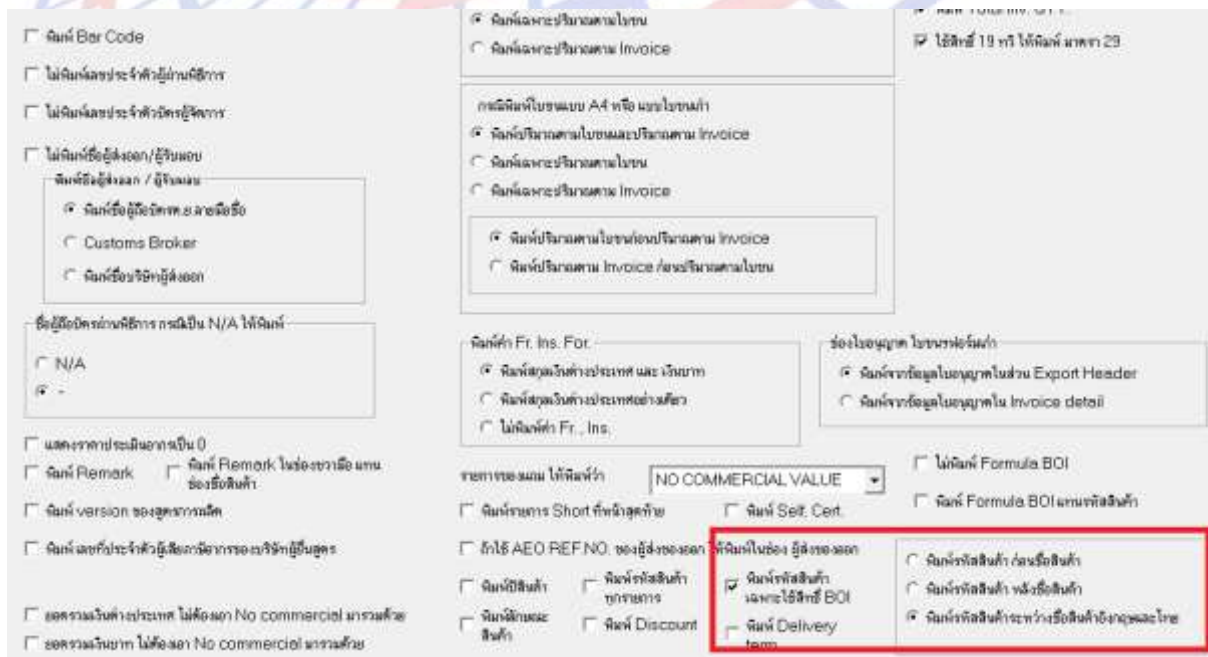 พิมพ์ Bar Code
ไม่พิมพ์เลขประจำตัวผู้ผ่านพิธีการ
ไม่พิมพ์เลขประจำตัวบัตรผู้จัดการ
ไม่พิมพ์ชื่อผู้ส่งออก/ผู้รับมอบ
พิมพ์ชื่อผู้ส่งออก / ผู้รับมอบ
พิมพ์ชื่อผู้ถือบัตรหต.ย.ลายมือชื่อ
Customs Broker
พิมพ์ชื่อบริษัทผู้ส่งออก
ชื่อผู้ถือบัตรผ่านพิธีการ กรณีเป็น N/A ให้พิมพ์
N/A
-
แสดงราคาประเมินอากรเป็น 0
พิมพ์ Remark
พิมพ์ Remark ในช่องขวามือ แทน
ช่องชื่อสินค้า
พิมพ์ version ของสูตรการผลิต
พิมพ์ เลขที่ประจำตัวผู้เสียภาษีอากรของบริษัทผู้ยื่นสูตร
ยอดรวมเงินต่างประเทศ ไม่ต้องเอา No commercial มารวมด้วย
ยอดรวมเงินบาท ไม่ต้องเอา No commercial มารวมด้วย
พิมพ์เฉพาะปริมาณตามใบขน
พิมพ์เฉพาะปริมาณตาม Invoice
กรณีพิมพ์ใบขนแบบ A4 หรือ แบบใบขนเก่า
พิมพ์ปริมาณตามใบขนและปริมาณตาม Invoice
พิมพ์เฉพาะปริมาณตามใบขน
พิมพ์เฉพาะปริมาณตาม Invoice
พิมพ์ปริมาณตามใบขนก่อนปริมาณตาม Invoice
พิมพ์ปริมาณตาม Invoice ก่อนปริมาณตามใบขน
พิมพ์ค่า Fr. Ins. For.
พิมพ์สกุลเงินต่างประเทศ และ เงินบาท
พิมพ์สกุลเงินต่างประเทศอย่างเดียว
ไม่พิมพ์ค่า Fr., Ins.
รายการของแถม ให้พิมพ์ว่า
NO COMMERCIAL VALUE
พิมพ์รายการ Short ที่หน้าสุดท้าย
พิมพ์ Self. Cert.
ถ้าใช้ AEO REF.NO. ของผู้ส่งของออก ให้พิมพ์ในช่อง ผู้ส่งของออก
พิมพ์ปีสินค้า
พิมพ์รหัสสินค้า
ทุกรายการ
พิมพ์รหัสสินค้า
เฉพาะใช้สิทธิ์ BOI
พิมพ์ลักษณะ
สินค้า
พิมพ์ Discount
พิมพ์ Delivery
term
พิมพ์ Total Inv. QTY.
ใช้สิทธิ์ 19 ทวิ ให้พิมพ์ มาตรา 29
ช่องใบอนุญาต ใบขนฟอร์มเก่า
พิมพ์จากข้อมูลใบอนุญาตในส่วน Export Header
พิมพ์จากข้อมูลใบอนุญาตใน Invoice detail
ไม่พิมพ์ Formula BOI
พิมพ์ Formula BOI แทนรหัสสินค้า
พิมพ์รหัสสินค้า ก่อนชื่อสินค้า
พิมพ์รหัสสินค้า หลังชื่อสินค้า
พิมพ์รหัสสินค้าระหว่างชื่อสินค้าอังกฤษและไทย